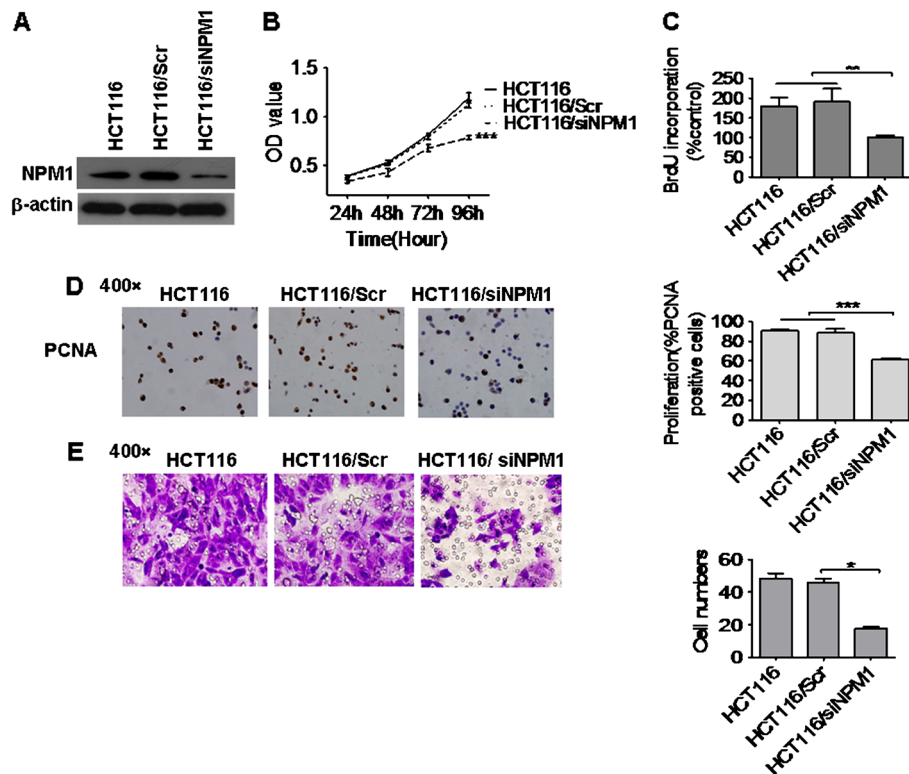 A
HCT116
HCT116/Scr
HCT116/siNPM1
NPM1
β-actin
B
OD value
1.5
1.0
0.5
24h 48h 72h 96h
Time(Hour)
HCT116
HCT116/Scr
HCT116/siNPM1
***
C
BrdU incorporation
(%control)
250
200
150
100
50
0
**
HCT116
HCT116/Scr
HCT116/siNPM1
D
400×
HCT116
HCT116/Scr
HCT116/siNPM1
PCNA
Proliferation(%PCNA
positive cells)
100
80
60
40
20
0
***
HCT116
HCT116/Scr
HCT116/siNPM1
E
400×
HCT116
HCT116/Scr
HCT116/ siNPM1
Cell numbers
60
40
20
0
*
HCT116
HCT116/Scr
HCT116/siNPM1